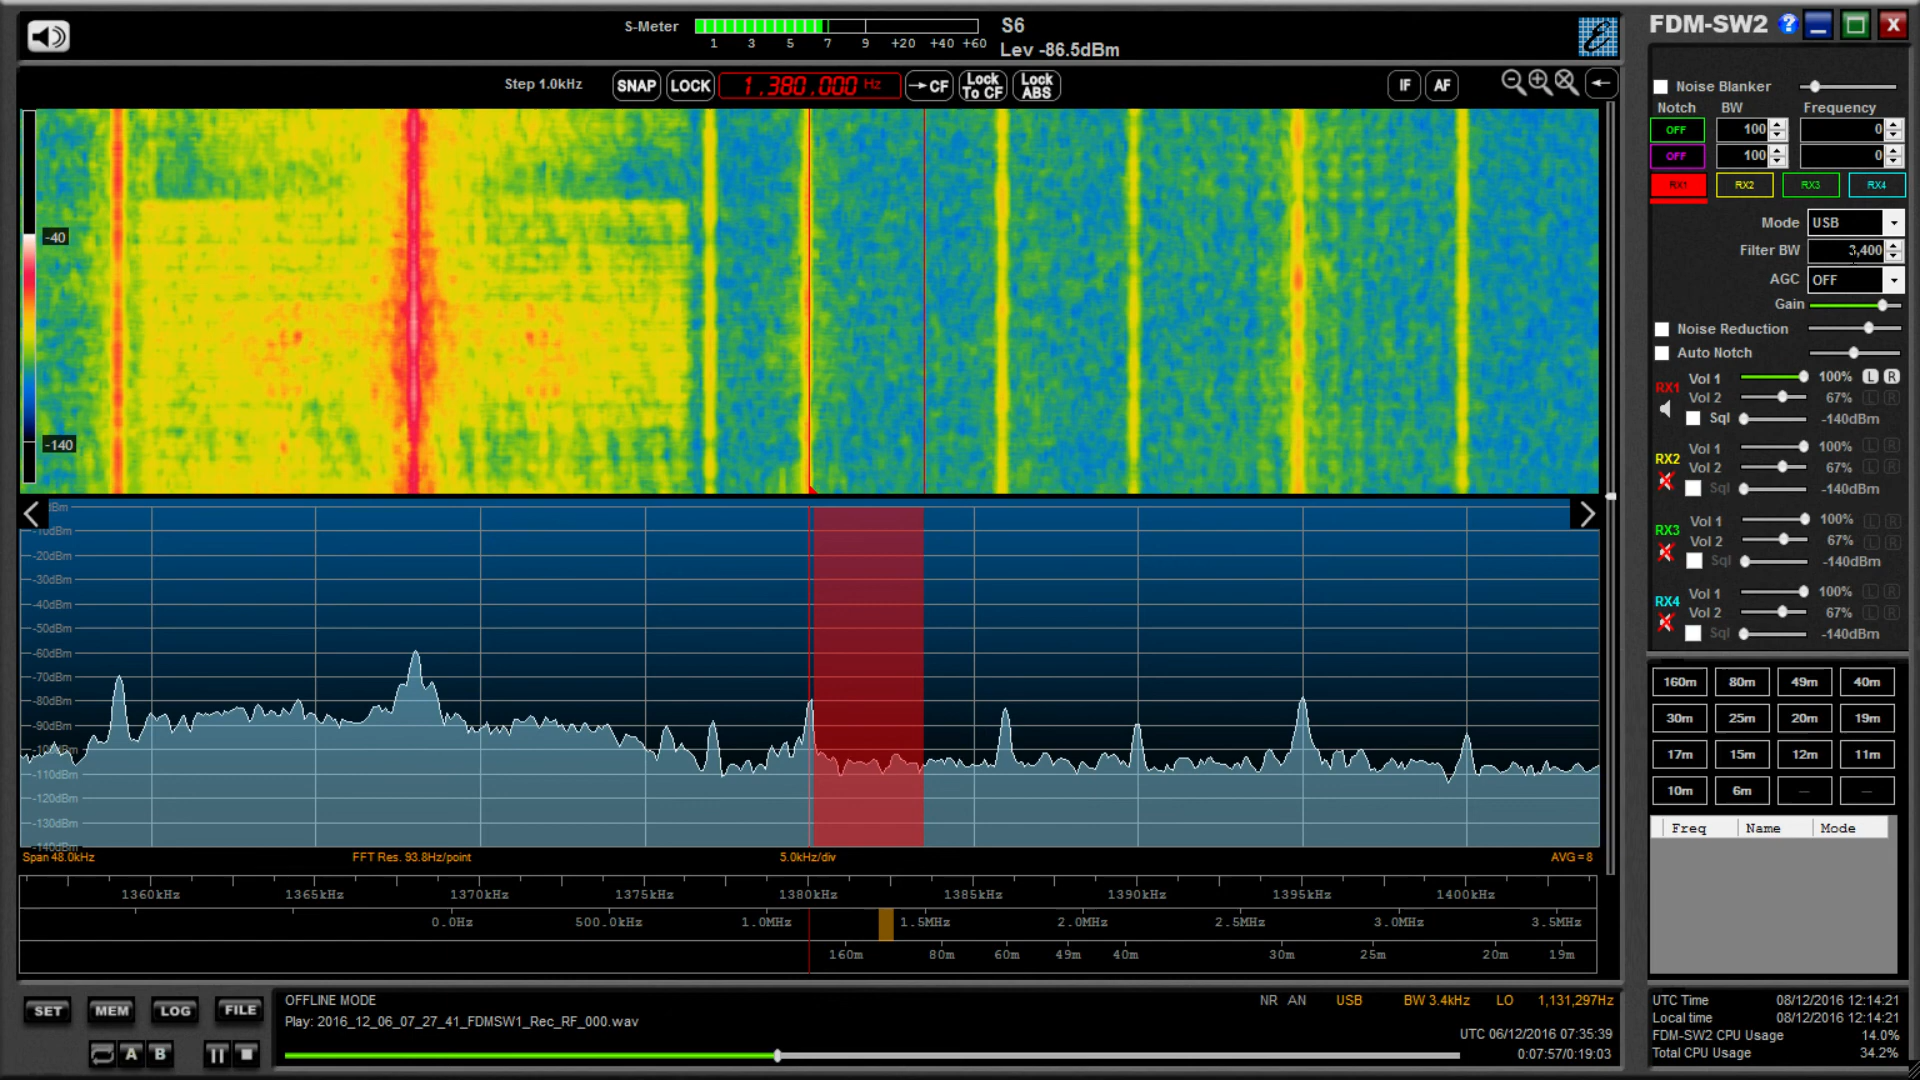 S-Meter
1 3 5 7 9 +20 +40 +60
S6
Lev -86.5dBm
FDM-SW2
Step 1.0kHz
SNAP
LOCK
1.380.000 Hz
→CF
Lock To CF
Lock ABS
IF
AF
-40
-140
-10dBm
-20dBm
-30dBm
-40dBm
-50dBm
-60dBm
-70dBm
-80dBm
-90dBm
-100dBm
-110dBm
-120dBm
-130dBm
-140dBm
Span 48.0kHz
FFT Res. 93.8Hz/point
5.0kHz/div
AVG = 8
1360kHz 1365kHz 1370kHz 1375kHz 1380kHz 1385kHz 1390kHz 1395kHz 1400kHz
0.0Hz 500.0kHz 1.0MHz 1.5MHz 2.0MHz 2.5MHz 3.0MHz 3.5MHz
160m 80m 60m 49m 40m 30m 25m 20m 19m
SET
MEM
LOG
FILE
A
B
OFFLINE MODE
Play: 2016_12_06_07_27_41_FDMSW1_Rec_RF_000.wav
NR AN USB BW 3.4kHz LO 1,131,297Hz
UTC 06/12/2016 07:35:39
0:07:57/0:19:03
Noise Blanker
Notch BW Frequency
OFF 100 0
OFF 100 0
RX1 RX2 RX3 RX4
Mode USB
Filter BW 3,400
AGC OFF
Gain
Noise Reduction
Auto Notch
RX1
Vol 1 100% L R
Vol 2 67% L R
Sql -140dBm
RX2
Vol 1 100% L R
Vol 2 67% L R
Sql -140dBm
RX3
Vol 1 100% L R
Vol 2 67% L R
Sql -140dBm
RX4
Vol 1 100% L R
Vol 2 67% L R
Sql -140dBm
160m 80m 49m 40m
30m 25m 20m 19m
17m 15m 12m 11m
10m 6m — —
Freq Name Mode
UTC Time 08/12/2016 12:14:21
Local time 08/12/2016 12:14:21
FDM-SW2 CPU Usage 14.0%
Total CPU Usage 34.2%